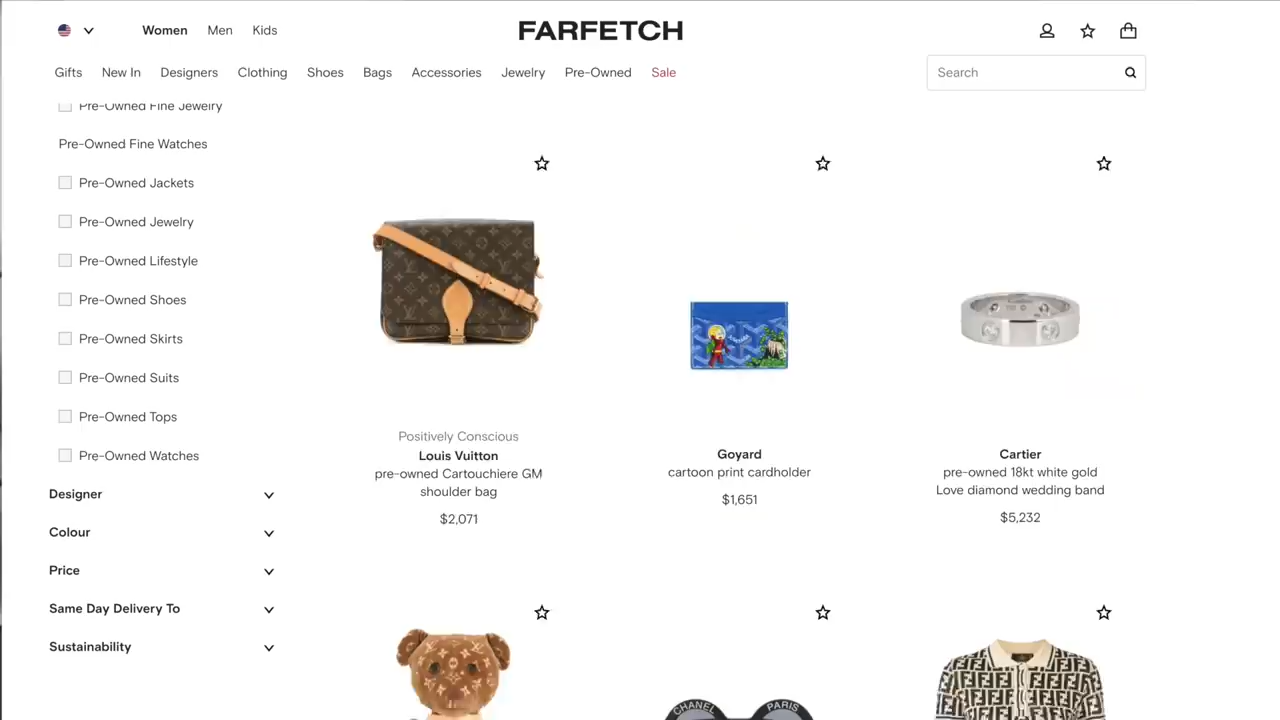 Women
Men
Kids
FARFETCH
Gifts
New In
Designers
Clothing
Shoes
Bags
Accessories
Jewelry
Pre-Owned
Sale
Search
Pre-Owned Fine Jewelry
Pre-Owned Fine Watches
Pre-Owned Jackets
Pre-Owned Jewelry
Pre-Owned Lifestyle
Pre-Owned Shoes
Pre-Owned Skirts
Pre-Owned Suits
Pre-Owned Tops
Pre-Owned Watches
Designer
Colour
Price
Same Day Delivery To
Sustainability
Positively Conscious
Louis Vuitton
pre-owned Cartouchiere GM
shoulder bag
$2,071
Goyard
cartoon print cardholder
$1,651
Cartier
pre-owned 18kt white gold
Love diamond wedding band
$5,232
CHANEL
PARIS